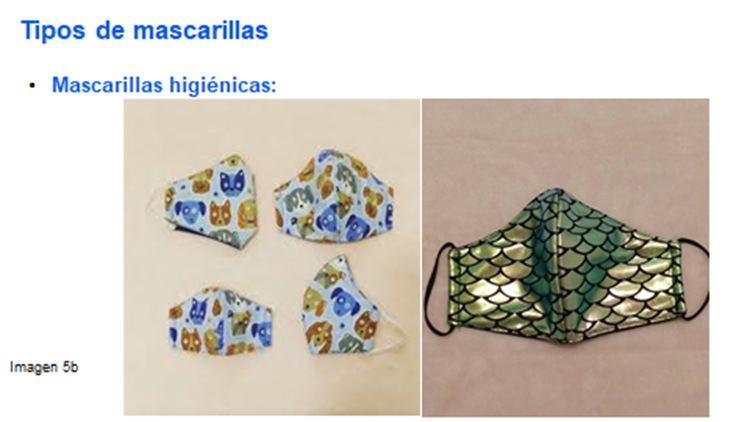 Tipos de mascarillas
• Mascarillas higiénicas:
Imagen 5b